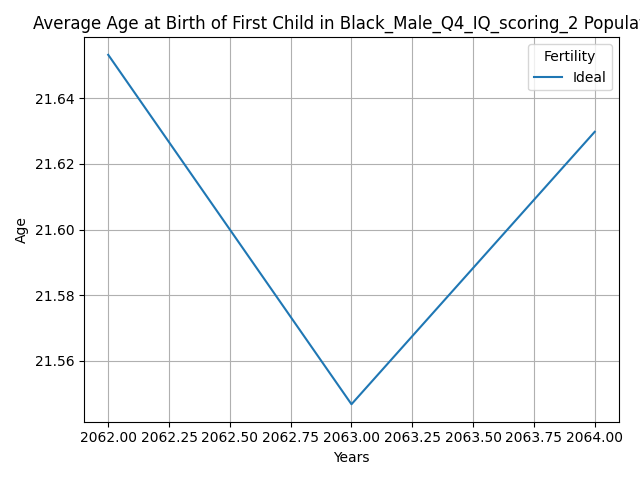 Average Age at Birth of First Child in Black_Male_Q4_IQ_scoring_2 Popula
Fertility
Ideal
21.64
21.62
21.60
21.58
21.56
Age
2062.00 2062.25 2062.50 2062.75 2063.00 2063.25 2063.50 2063.75 2064.00
Years